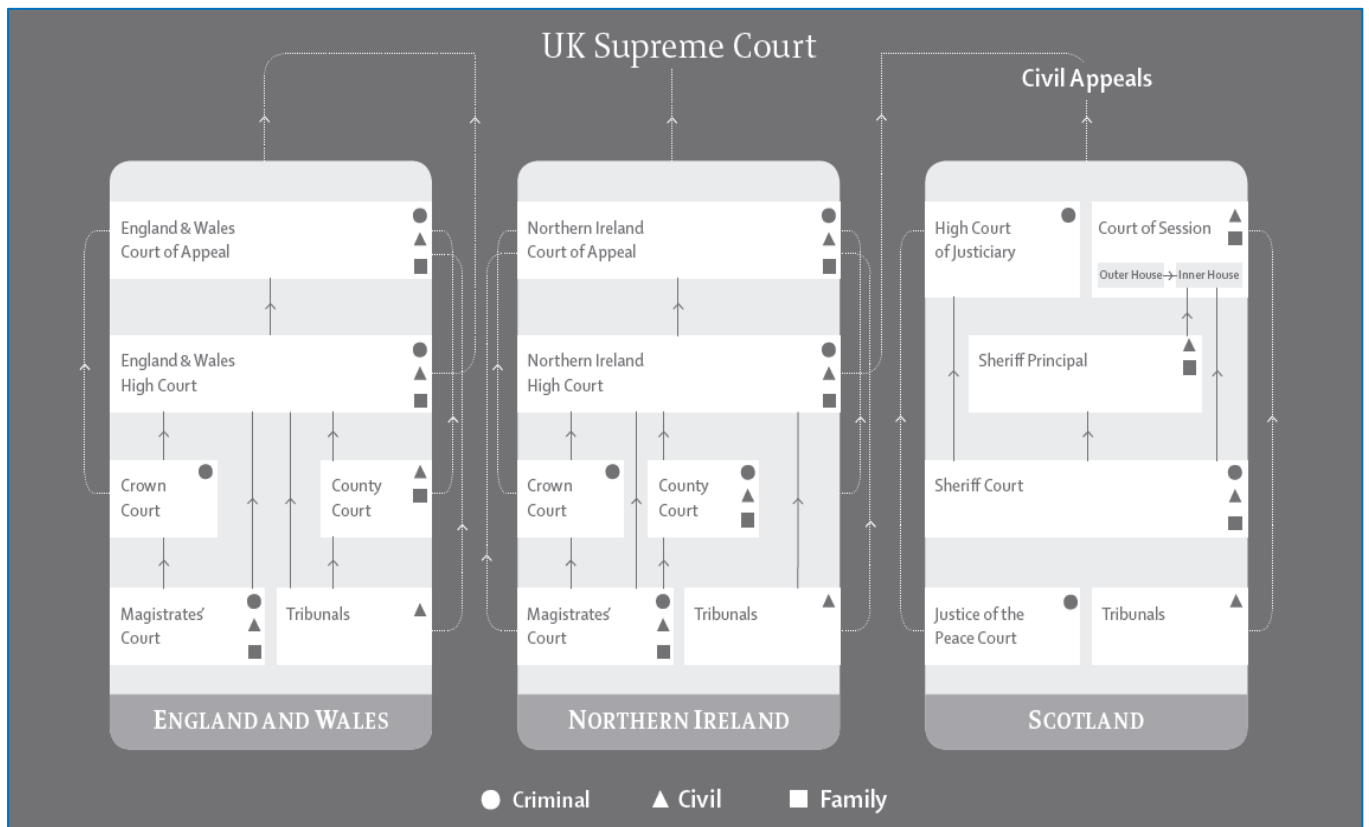 UK Supreme Court
Civil Appeals
England & Wales
Court of Appeal
England & Wales
High Court
Crown
Court
County
Court
Magistrates’
Court
Tribunals
ENGLAND AND WALES
Northern Ireland
Court of Appeal
Northern Ireland
High Court
Crown
Court
County
Court
Magistrates’
Court
Tribunals
NORTHERN IRELAND
High Court
of Justiciary
Court of Session
Outer House
Inner House
Sheriff Principal
Sheriff Court
Justice of the
Peace Court
Tribunals
SCOTLAND
Criminal
Civil
Family